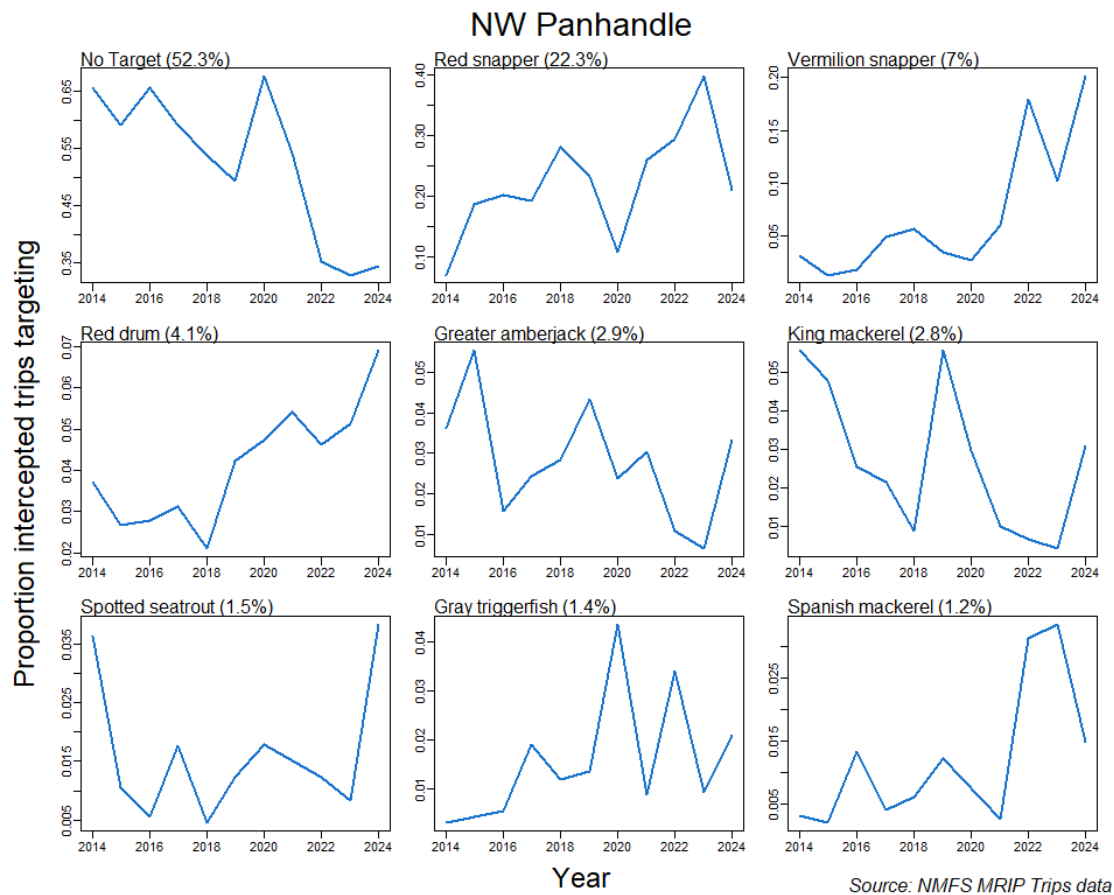 NW Panhandle
Proportion intercepted trips targeting
No Target (52.3%)
0.65
0.55
0.45
0.35
2014 2016 2018 2020 2022 2024
Red snapper (22.3%)
0.40
0.30
0.20
0.10
2014 2016 2018 2020 2022 2024
Vermilion snapper (7%)
0.20
0.15
0.10
0.05
2014 2016 2018 2020 2022 2024
Red drum (4.1%)
0.07
0.06
0.05
0.04
0.03
0.02
2014 2016 2018 2020 2022 2024
Greater amberjack (2.9%)
0.05
0.04
0.03
0.02
0.01
2014 2016 2018 2020 2022 2024
King mackerel (2.8%)
0.05
0.04
0.03
0.02
0.01
2014 2016 2018 2020 2022 2024
Spotted seatrout (1.5%)
0.035
0.025
0.015
0.005
2014 2016 2018 2020 2022 2024
Gray triggerfish (1.4%)
0.04
0.03
0.02
0.01
2014 2016 2018 2020 2022 2024
Spanish mackerel (1.2%)
0.025
0.015
0.005
2014 2016 2018 2020 2022 2024
Year
Source: NMFS MRIP Trips data